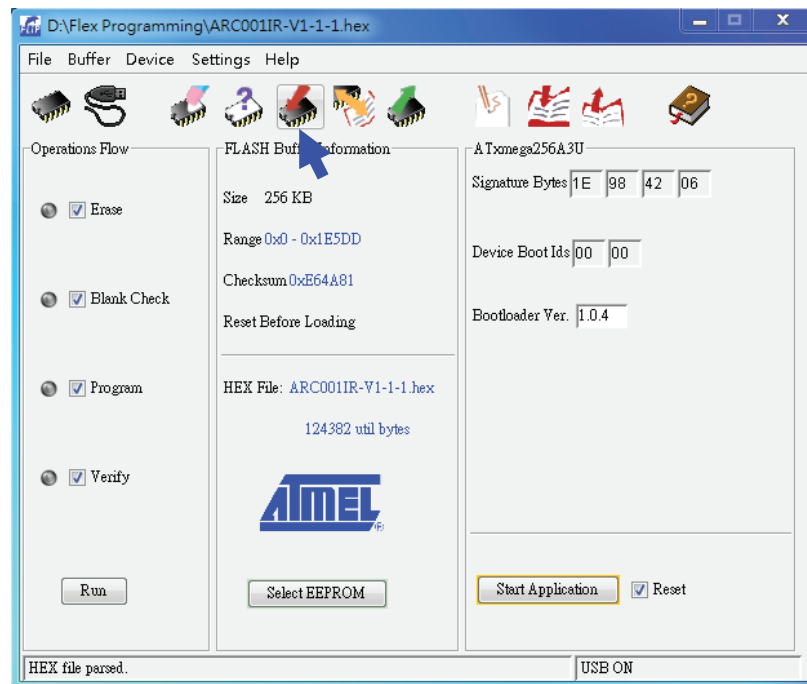 D:\Flex Programming\ARC001IR-V1-1-1.hex
File Buffer Device Settings Help
Operations Flow
Erase
Blank Check
Program
Verify
Run
FLASH Buffer Information
Size 256 KB
Range 0x0 - 0x1E5DD
Checksum 0xE64A81
Reset Before Loading
HEX File: ARC001IR-V1-1-1.hex
124382 util bytes
ATMEL
Select EEPROM
ATxmega256A3U
Signature Bytes 1E 98 42 06
Device Boot Ids 00 00
Bootloader Ver. 1.0.4
Start Application
Reset
HEX file parsed.
USB ON